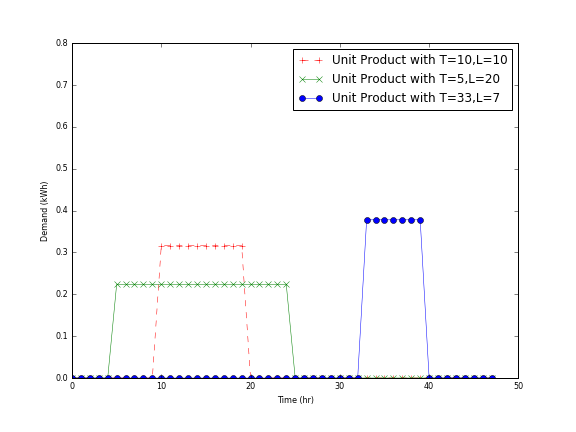 Unit Product with T=10,L=10
Unit Product with T=5,L=20
Unit Product with T=33,L=7
0.8
0.7
0.6
0.5
0.4
0.3
0.2
0.1
0.0
Demand (kWh)
0 10 20 30 40 50
Time (hr)